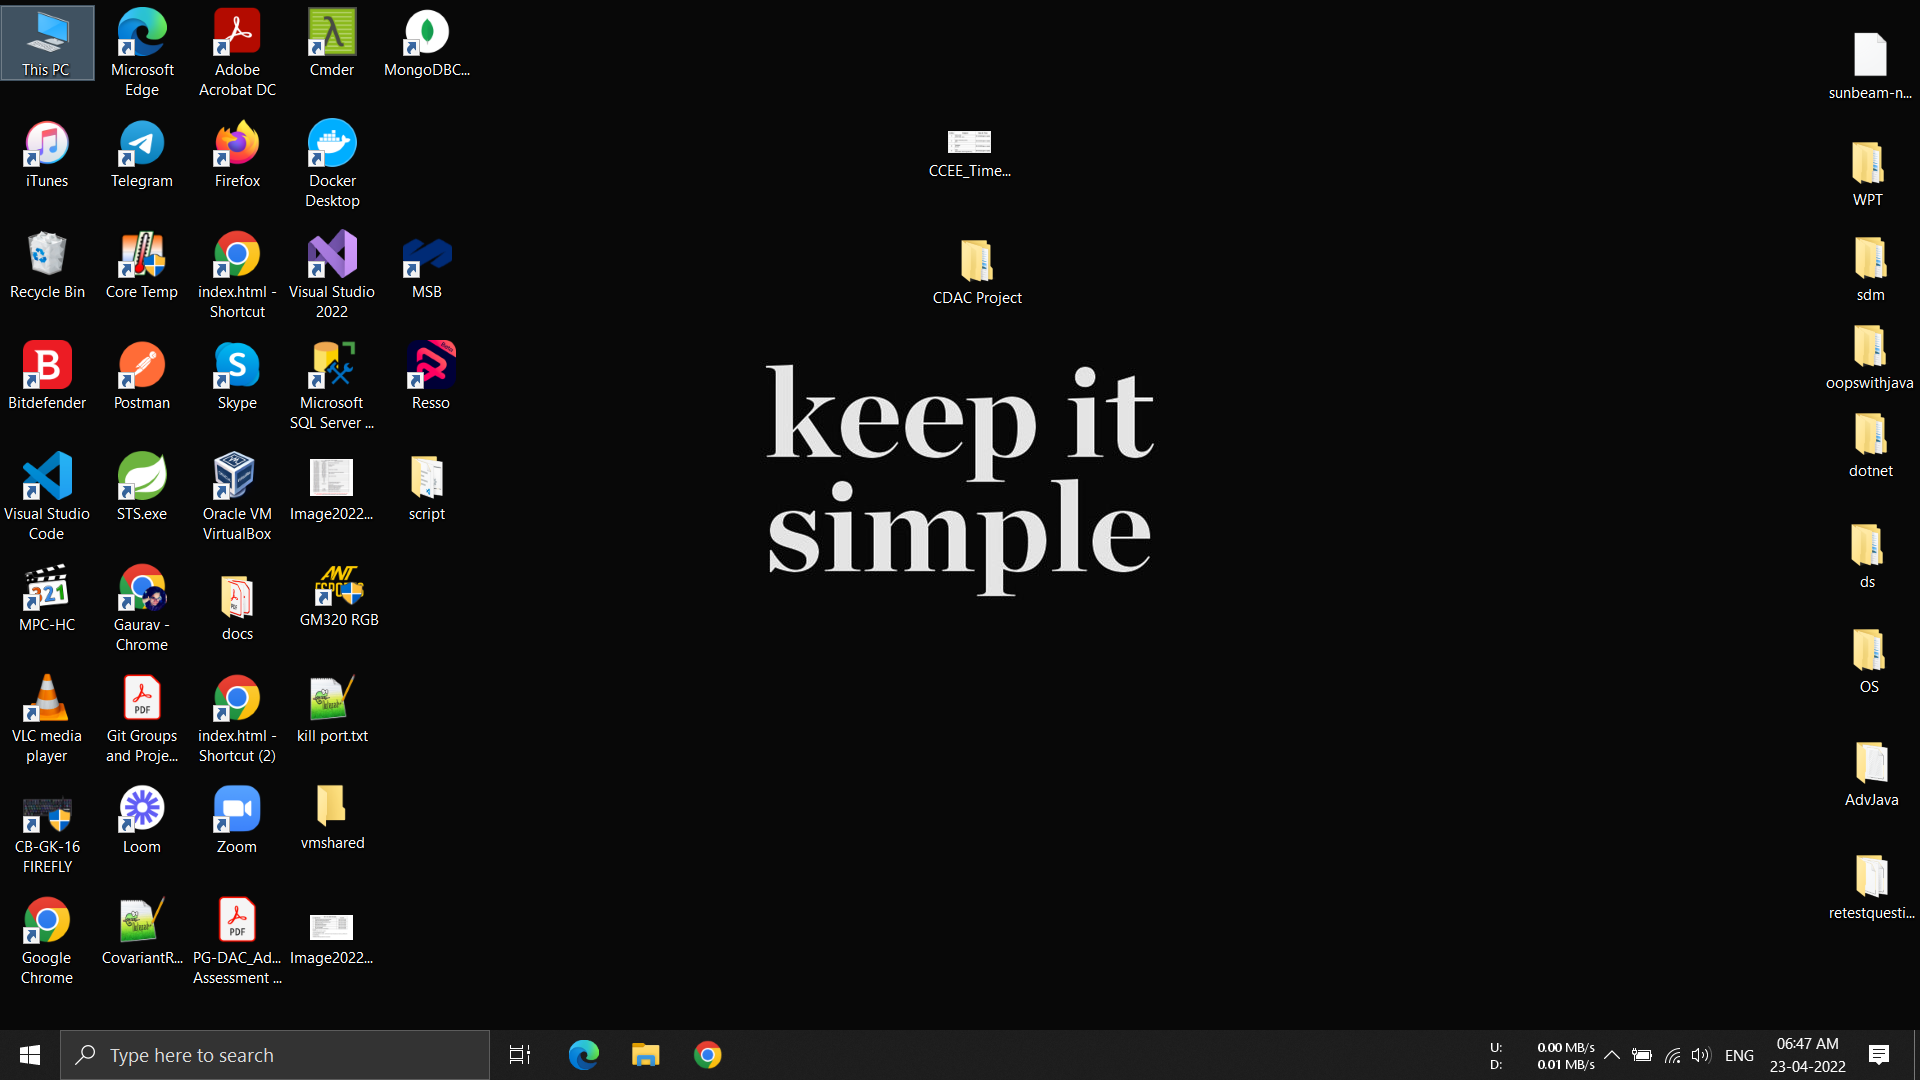 This PC
Microsoft
Edge
Adobe
Acrobat DC
Cmder
MongoDBC...
iTunes
Telegram
Firefox
Docker
Desktop
Recycle Bin
Core Temp
index.html -
Shortcut
Visual Studio
2022
MSB
Bitdefender
Postman
Skype
Microsoft
SQL Server ...
Resso
Visual Studio
Code
STS.exe
Oracle VM
VirtualBox
Image2022...
script
MPC-HC
Gaurav -
Chrome
docs
GM320 RGB
VLC media
player
Git Groups
and Proje...
index.html -
Shortcut (2)
kill port.txt
CB-GK-16
FIREFLY
Loom
Zoom
vmshared
Google
Chrome
CovariantR...
PG-DAC_Ad...
Assessment ...
Image2022...
CCEE_Time...
CDAC Project
keep it
simple
sunbeam-n...
WPT
sdm
oopswithjava
dotnet
ds
OS
AdvJava
retestquesti...
Type here to search
U: 0.00 MB/s
D: 0.01 MB/s
ENG
06:47 AM
23-04-2022